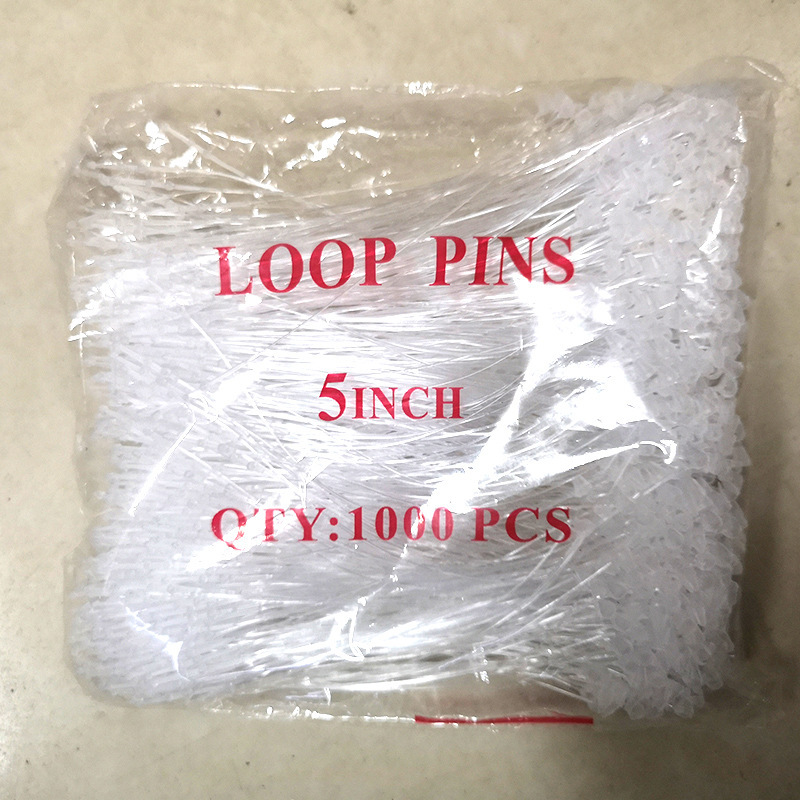 LOOP PINS
5INCH
QTY:1000 PCS